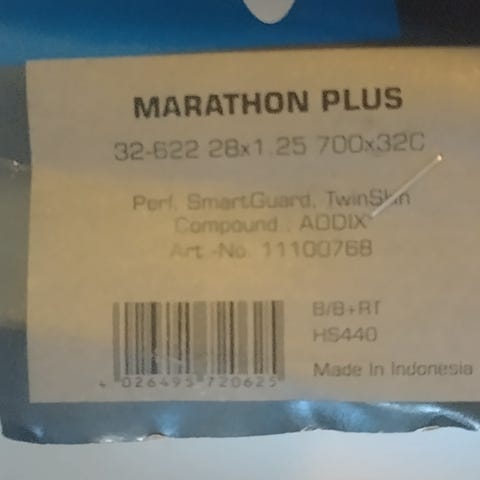 MARATHON PLUS
32-622 28x1.25 700x32C
Perf. SmartGuard, TwinSkin
Compound : ADDIX
Art.-No. 11100768
B/B+RT
HS440
Made In Indonesia
4 026495 720625